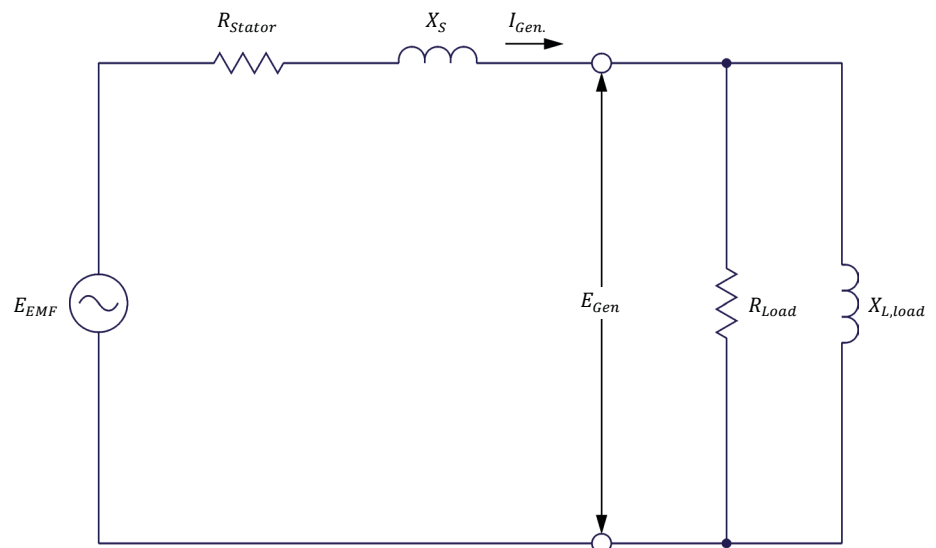 R_Stator X_S I_Gen.
E_EMF E_Gen R_Load X_L,load